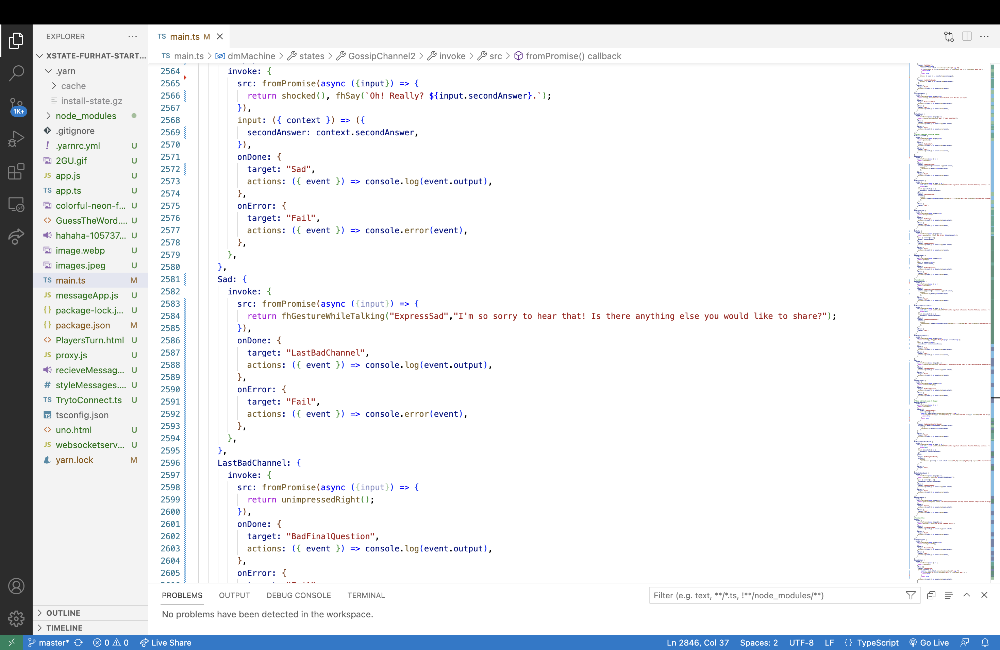 EXPLORER
TS main.ts M
XSTATE-FURHAT-START...
TS main.ts > dmMachine > states > GossipChannel2 > invoke > src > fromPromise() callback
.yarn
cache
install-state.gz
node_modules
.gitignore
! .yarnrc.yml U
2GU.gif U
JS app.js U
TS app.ts U
colorful-neon-f... U
<> GuessTheWord.... U
hahaha-105737... U
image.webp U
images.jpeg U
TS main.ts M
JS messageApp.js U
{} package-lock.j... U
{} package.json M
<> PlayersTurn.html U
JS proxy.js U
recieveMessag... U
# styleMessages.... U
TS TrytoConnect.ts U
TS tsconfig.json
<> uno.html U
JS websocketserv... U
yarn.lock M
OUTLINE
TIMELINE
1K+
2564 invoke: {
2565 src: fromPromise(async ({input}) => {
2566 return shocked(), fhSay(`Oh! Really? ${input.secondAnswer}.`);
2567 }),
2568 input: ({ context }) => ({
2569 secondAnswer: context.secondAnswer,
2570 }),
2571 onDone: {
2572 target: "Sad",
2573 actions: ({ event }) => console.log(event.output),
2574 },
2575 onError: {
2576 target: "Fail",
2577 actions: ({ event }) => console.error(event),
2578 },
2579 },
2580 },
2581 Sad: {
2582 invoke: {
2583 src: fromPromise(async ({input}) => {
2584 return fhGestureWhileTalking("ExpressSad","I'm so sorry to hear that! Is there anything else you would like to share?");
2585 }),
2586 onDone: {
2587 target: "LastBadChannel",
2588 actions: ({ event }) => console.log(event.output),
2589 },
2590 onError: {
2591 target: "Fail",
2592 actions: ({ event }) => console.error(event),
2593 },
2594 },
2595 },
2596 LastBadChannel: {
2597 invoke: {
2598 src: fromPromise(async ({input}) => {
2599 return unimpressedRight();
2600 }),
2601 onDone: {
2602 target: "BadFinalQuestion",
2603 actions: ({ event }) => console.log(event.output),
2604 },
2605 onError: {
PROBLEMS OUTPUT DEBUG CONSOLE TERMINAL
Filter (e.g. text, **/*.ts, !**/node_modules/**)
No problems have been detected in the workspace.
master* 0 0 Live Share
Ln 2846, Col 37 Spaces: 2 UTF-8 LF {} TypeScript Go Live